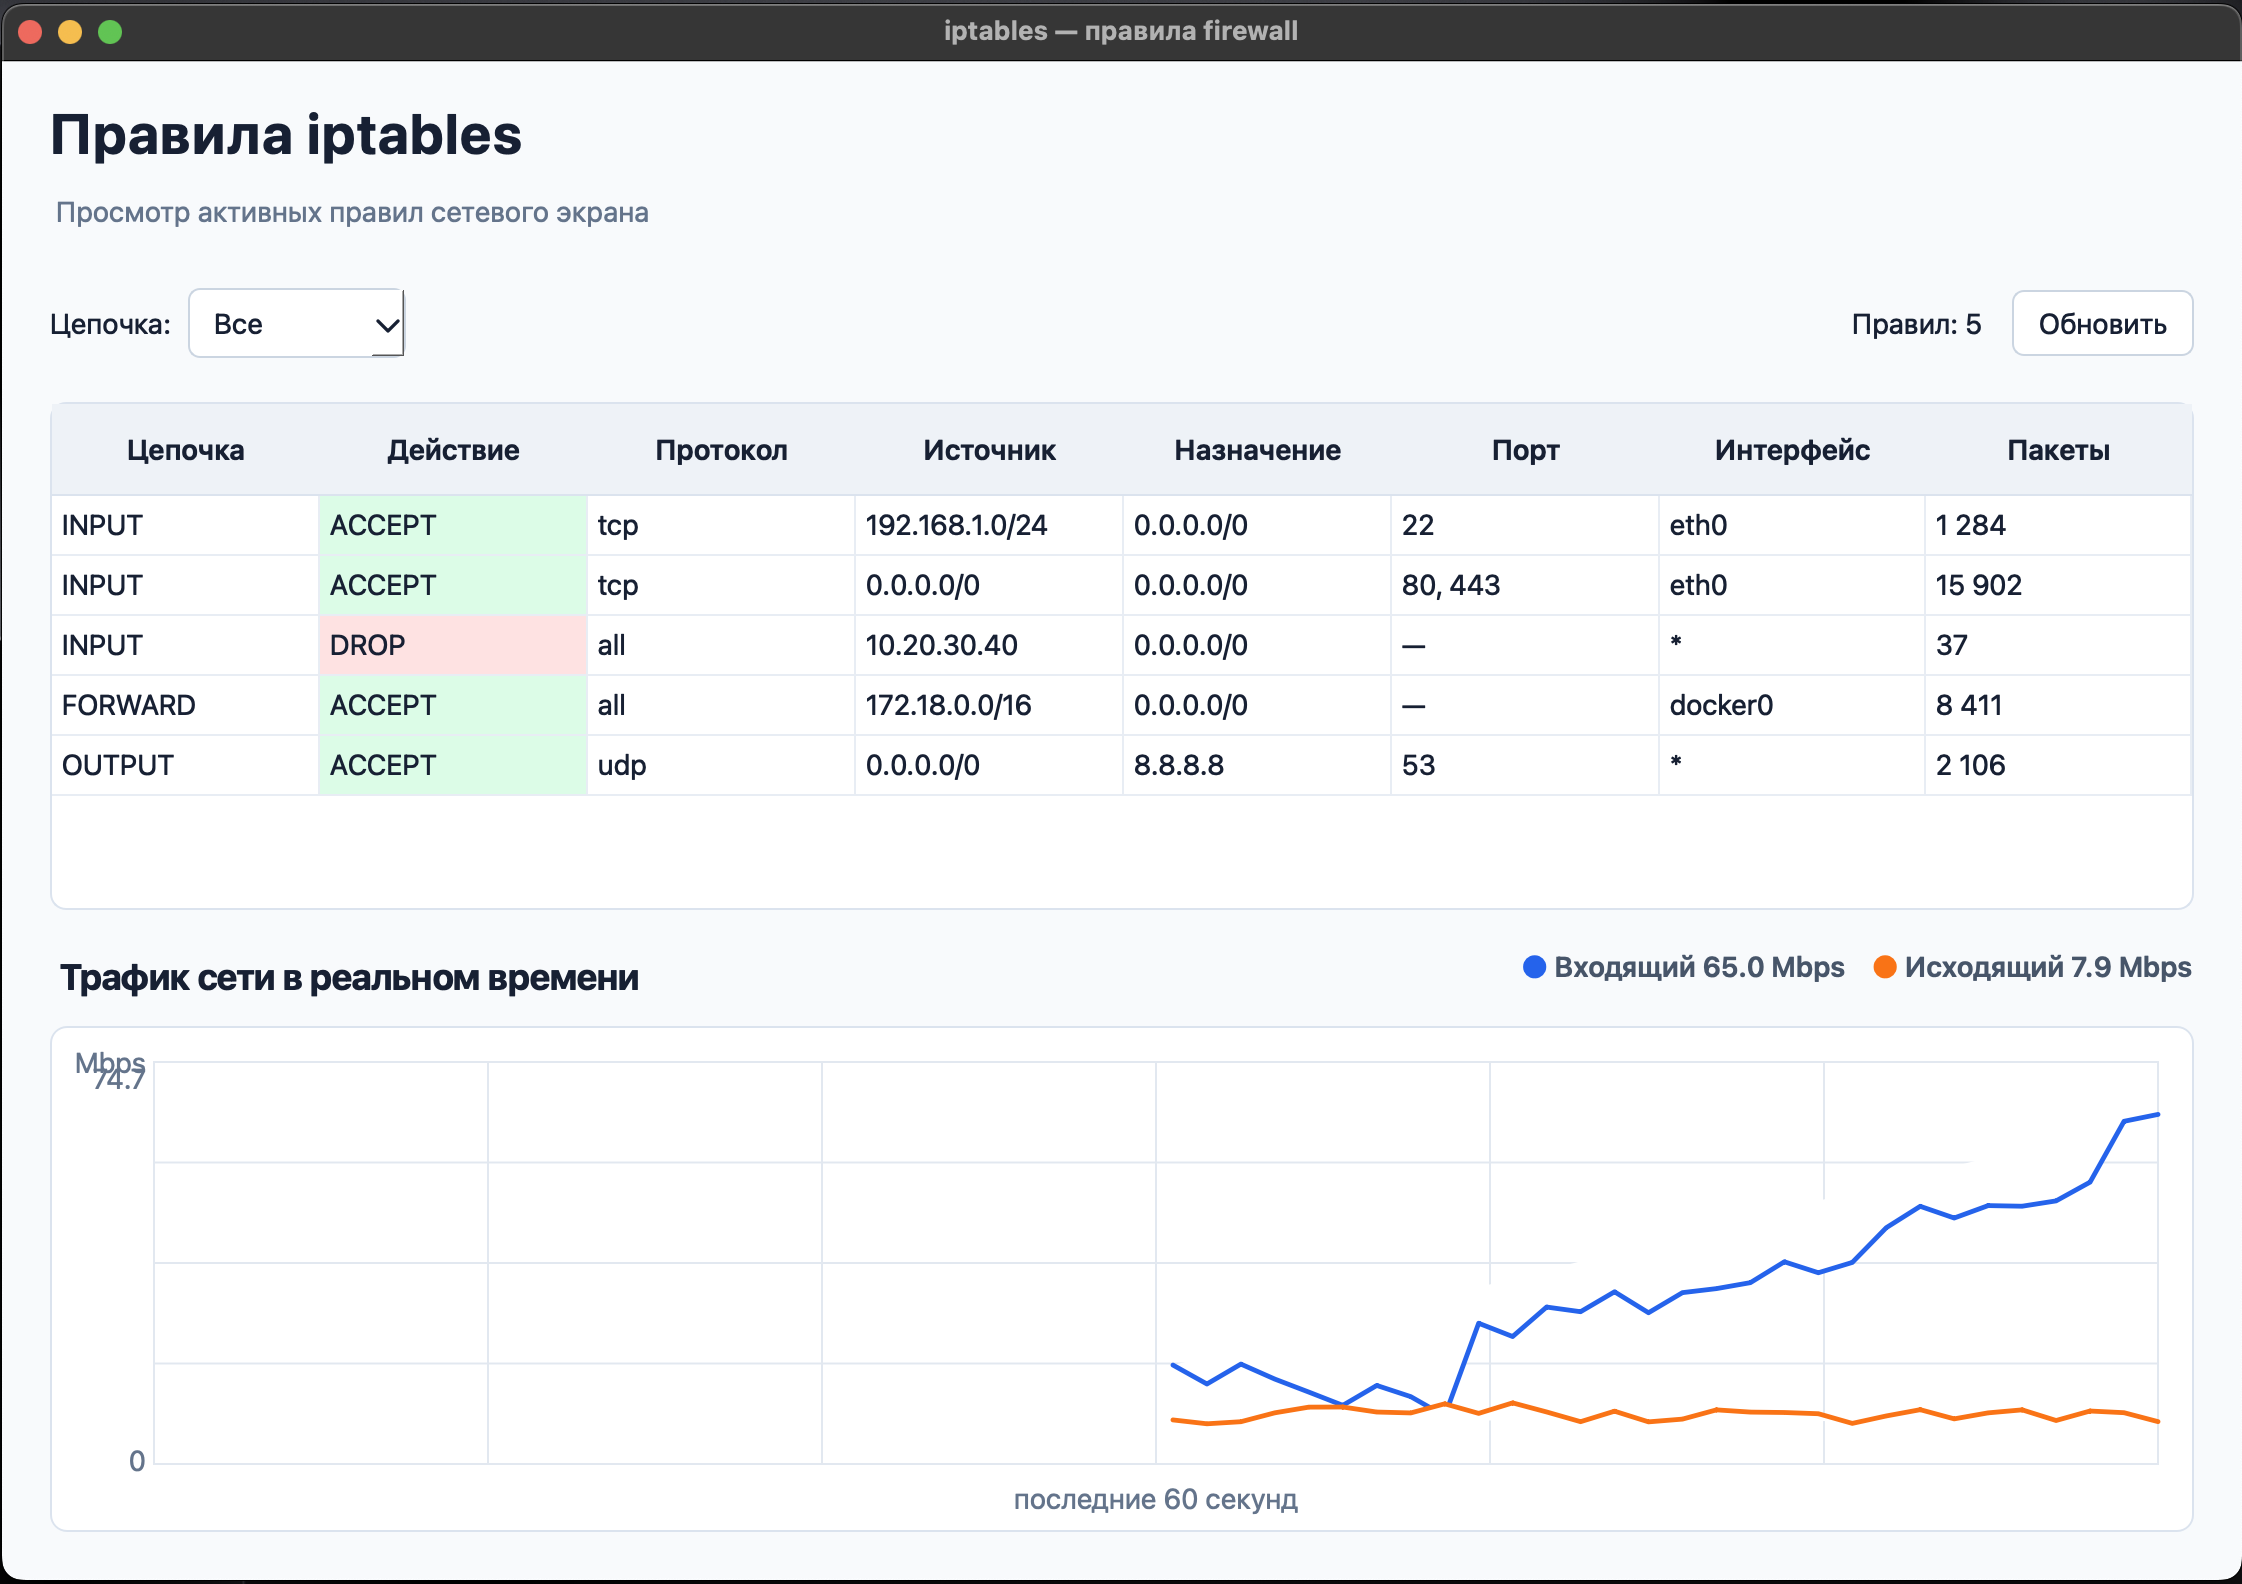 iptables — правила firewall
Правила iptables
Просмотр активных правил сетевого экрана
Цепочка: Все Правил: 5 Обновить
Цепочка Действие Протокол Источник Назначение Порт Интерфейс Пакеты
INPUT ACCEPT tcp 192.168.1.0/24 0.0.0.0/0 22 eth0 1 284
INPUT ACCEPT tcp 0.0.0.0/0 0.0.0.0/0 80, 443 eth0 15 902
INPUT DROP all 10.20.30.40 0.0.0.0/0 — * 37
FORWARD ACCEPT all 172.18.0.0/16 0.0.0.0/0 — docker0 8 411
OUTPUT ACCEPT udp 0.0.0.0/0 8.8.8.8 53 * 2 106
Трафик сети в реальном времени Входящий 65.0 Mbps Исходящий 7.9 Mbps
Mbps
74.7
0
последние 60 секунд